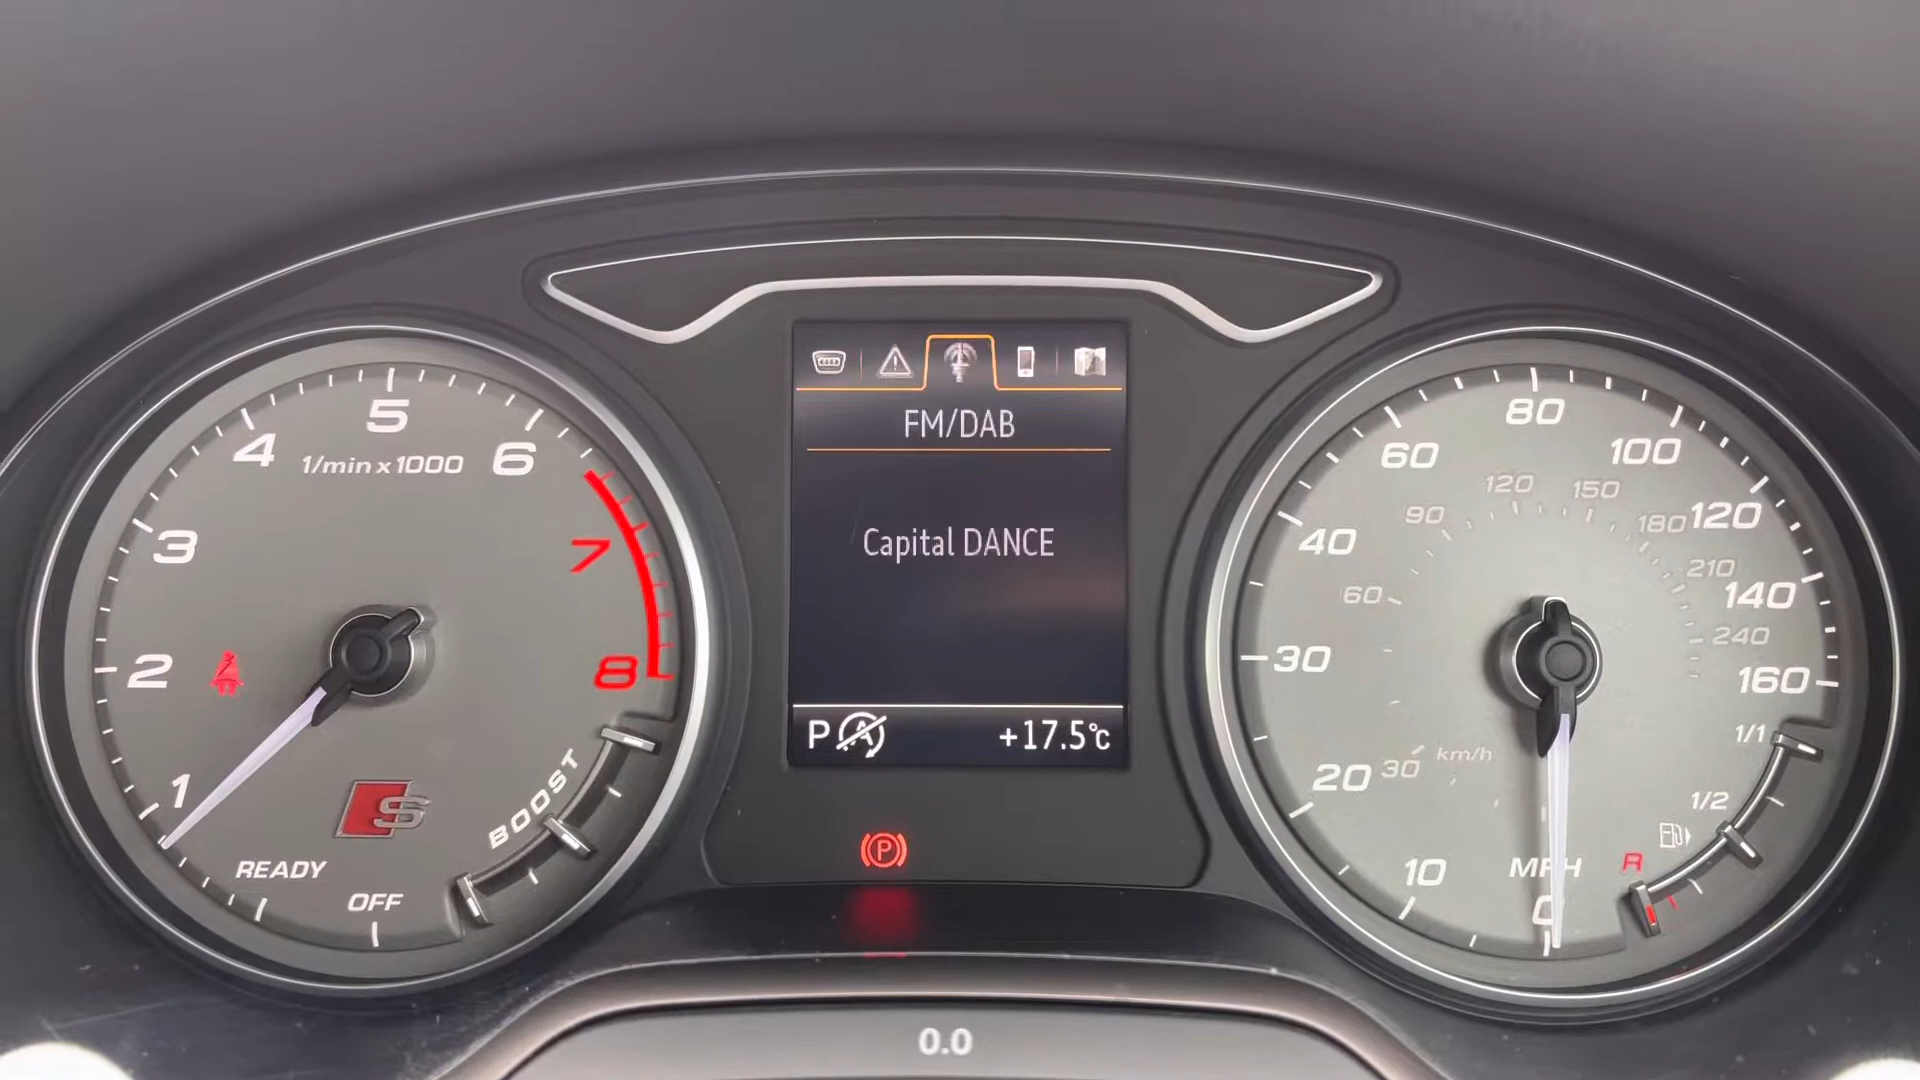 FM/DAB
Capital DANCE
P +17.5°c
1 2 3 4 5 6 7 8
1/min x 1000
S
READY
OFF
BOOST
0 10 20 30 40 60 80 100 120 140 160
MPH
30 60 90 120 150 180 210 240
km/h
R 1/2 1/1
P
0.0